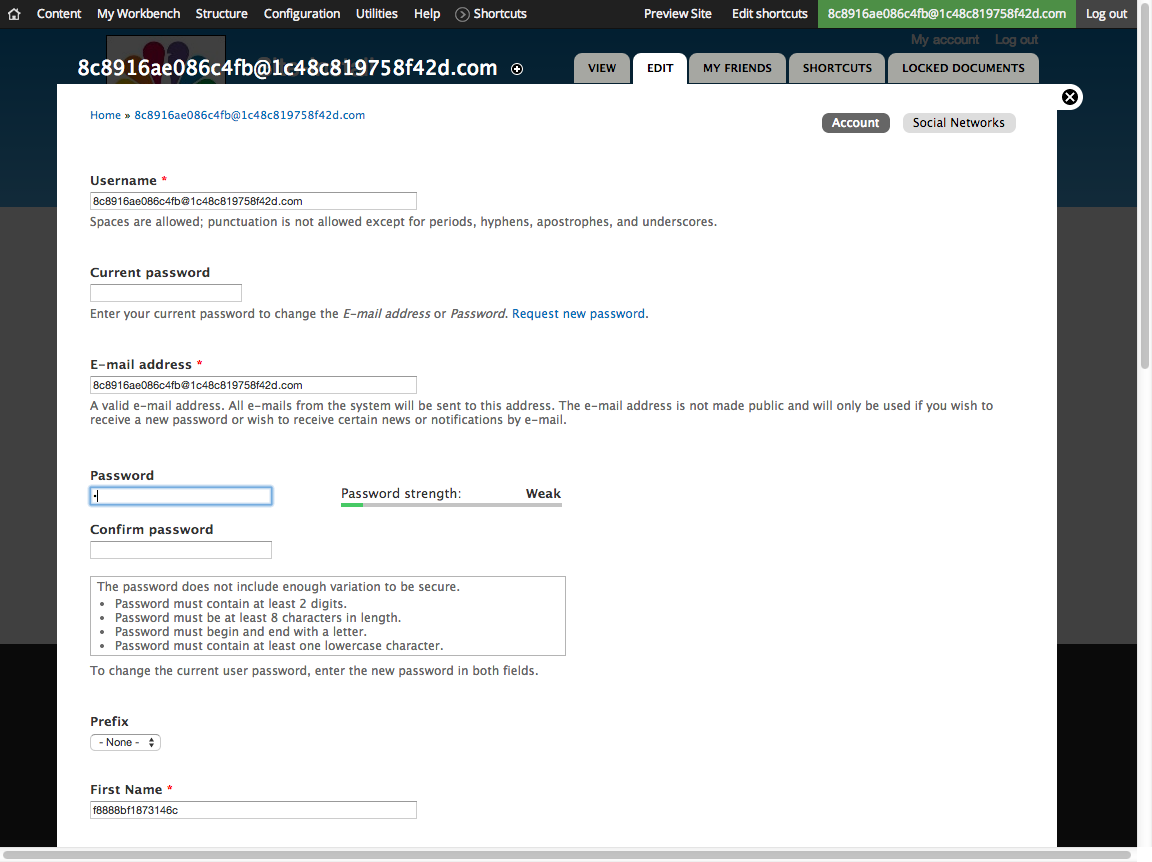 Content My Workbench Structure Configuration Utilities Help Shortcuts Preview Site Edit shortcuts 8c8916ae086c4fb@1c48c819758f42d.com Log out
My account Log out
8c8916ae086c4fb@1c48c819758f42d.com VIEW EDIT MY FRIENDS SHORTCUTS LOCKED DOCUMENTS
Home » 8c8916ae086c4fb@1c48c819758f42d.com
Account Social Networks
Username *
8c8916ae086c4fb@1c48c819758f42d.com
Spaces are allowed; punctuation is not allowed except for periods, hyphens, apostrophes, and underscores.
Current password
Enter your current password to change the E-mail address or Password. Request new password.
E-mail address *
8c8916ae086c4fb@1c48c819758f42d.com
A valid e-mail address. All e-mails from the system will be sent to this address. The e-mail address is not made public and will only be used if you wish to
receive a new password or wish to receive certain news or notifications by e-mail.
Password
•
Password strength: Weak
Confirm password
The password does not include enough variation to be secure.
• Password must contain at least 2 digits.
• Password must be at least 8 characters in length.
• Password must begin and end with a letter.
• Password must contain at least one lowercase character.
To change the current user password, enter the new password in both fields.
Prefix
- None -
First Name *
f8888bf1873146c